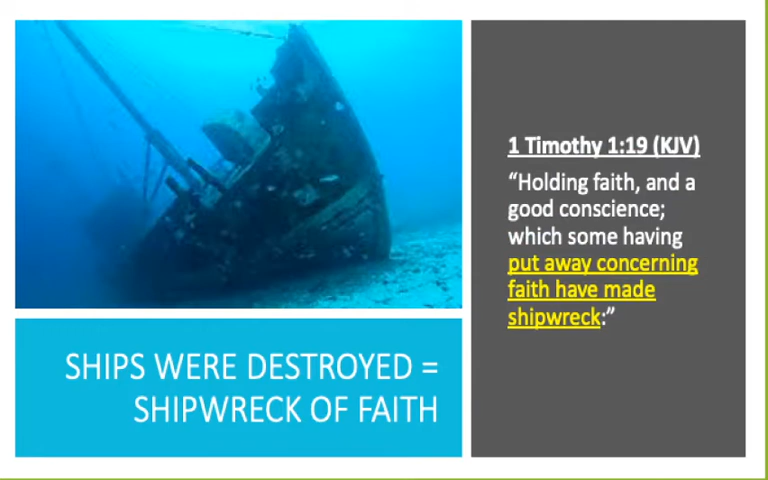 1 Timothy 1:19 (KJV)
“Holding faith, and a
good conscience;
which some having
put away concerning
faith have made
shipwreck:”
SHIPS WERE DESTROYED =
SHIPWRECK OF FAITH